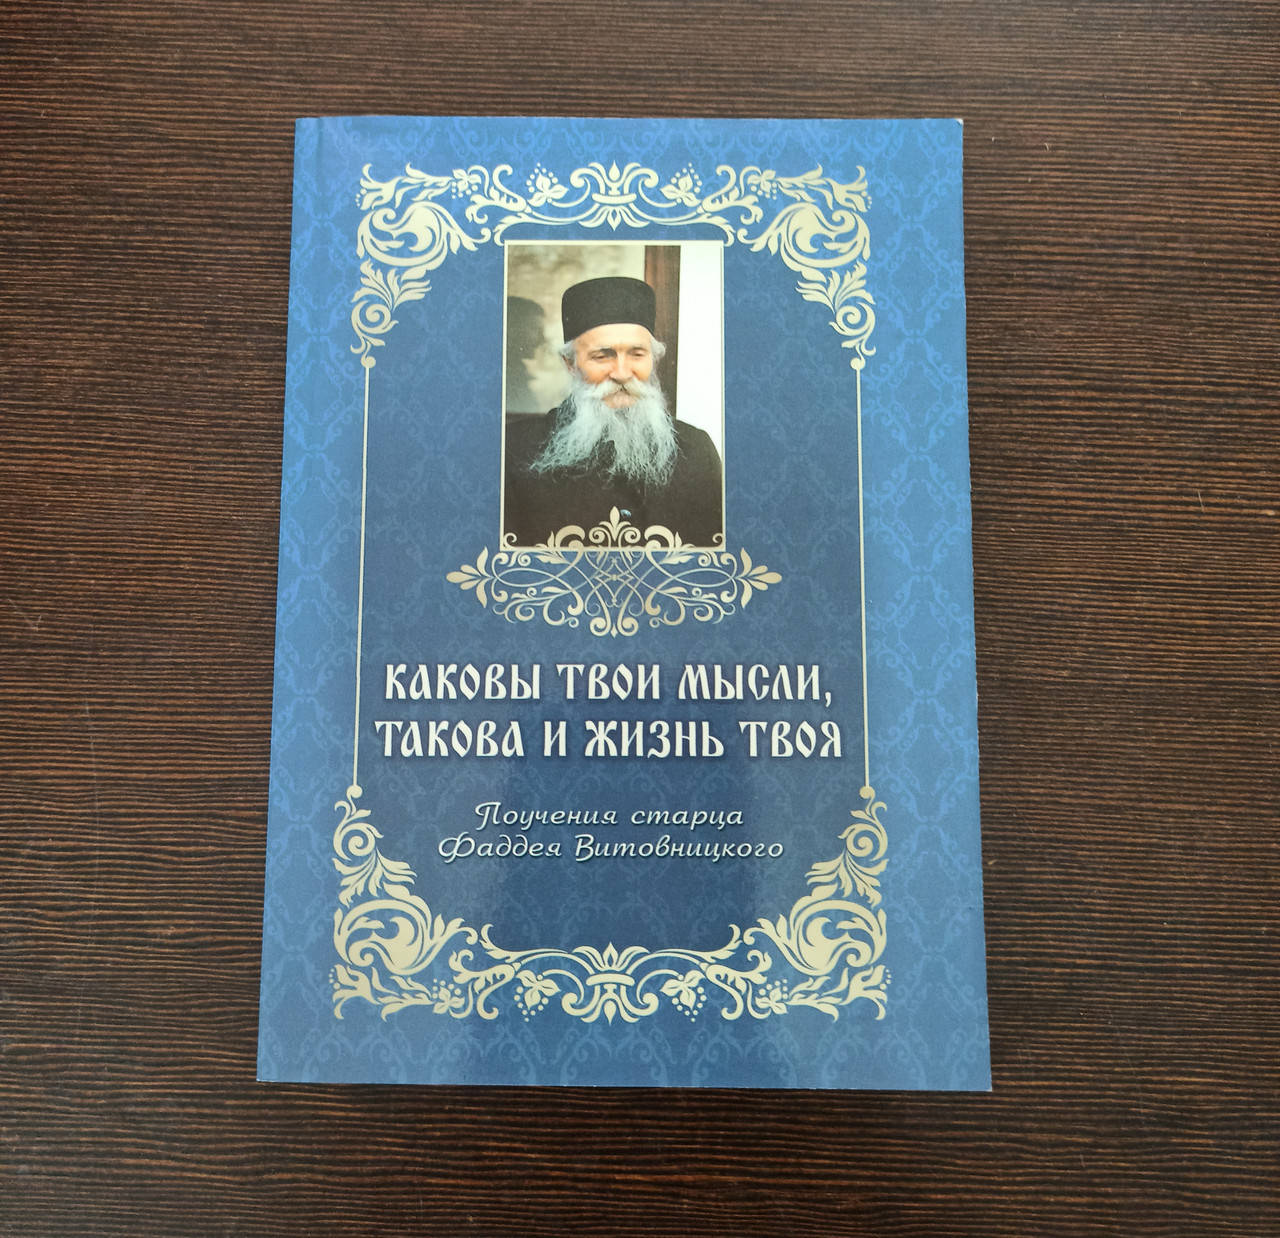 КАКОВЫ ТВОИ МЫСЛИ,
ТАКОВА И ЖИЗНЬ ТВОЯ
Поучения старца
Фаддея Витовницкого